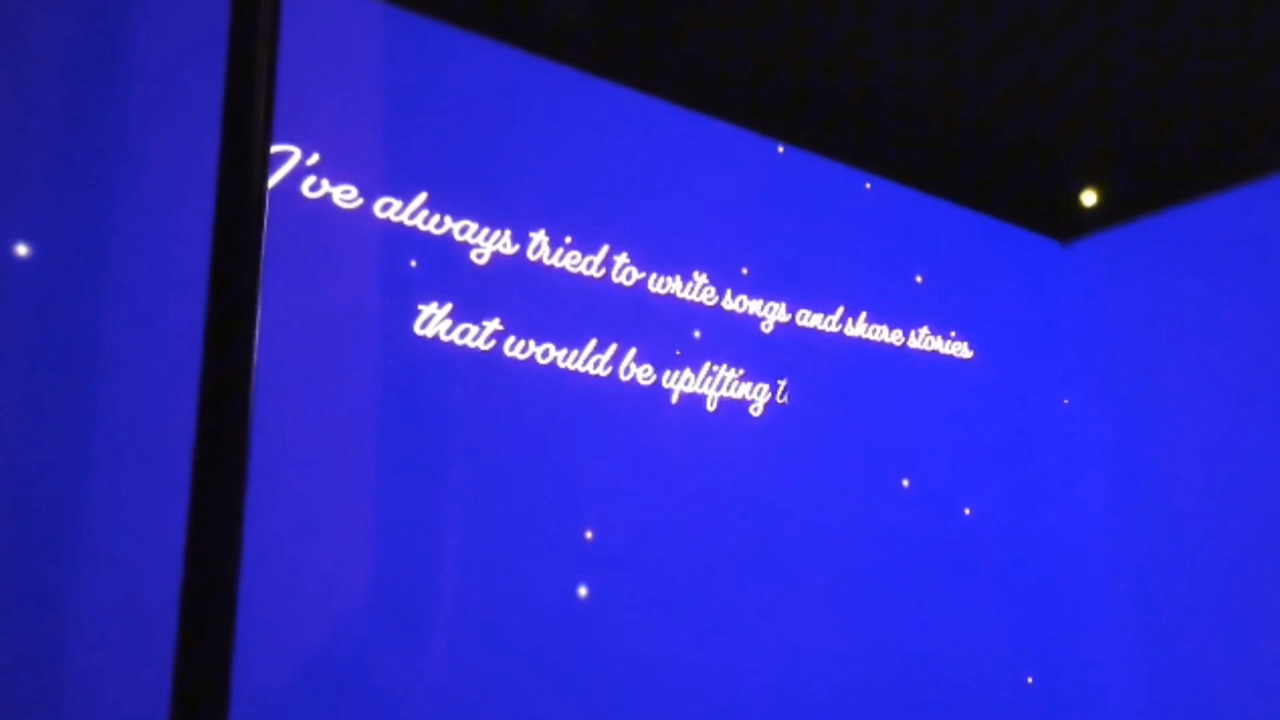 I've always tried to write songs and share stories
that would be uplifting